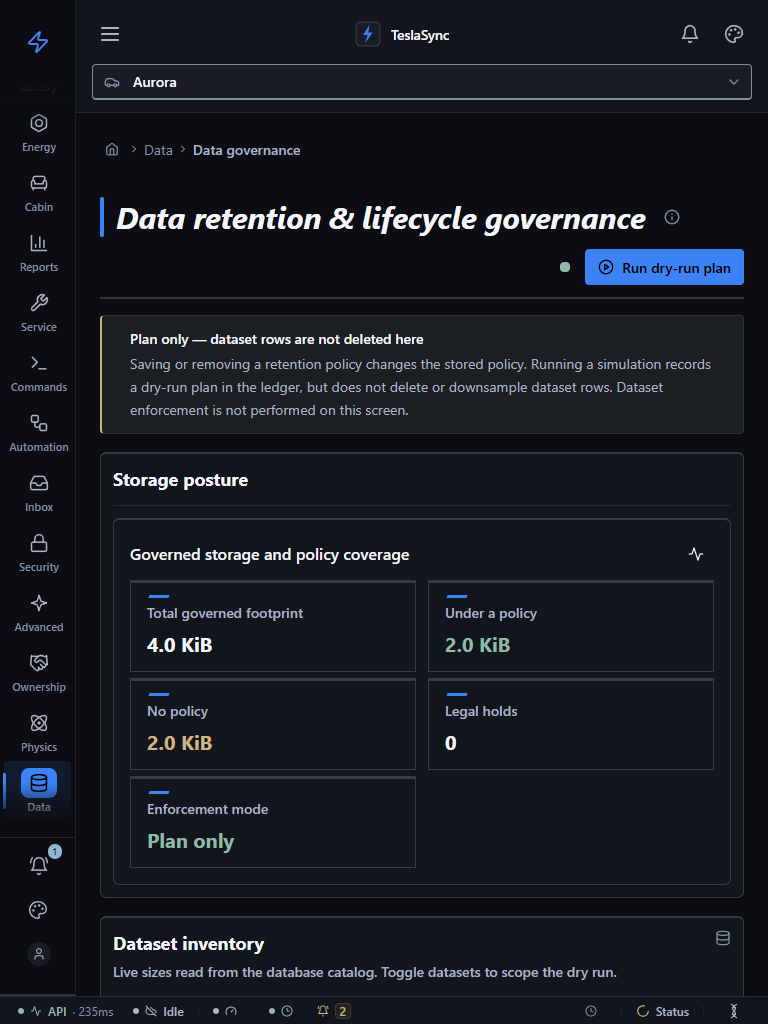 TeslaSync
Aurora
Data
Data governance
Data retention & lifecycle governance
Run dry-run plan
Plan only — dataset rows are not deleted here
Saving or removing a retention policy changes the stored policy. Running a simulation records
a dry-run plan in the ledger, but does not delete or downsample dataset rows. Dataset
enforcement is not performed on this screen.
Storage posture
Governed storage and policy coverage
Total governed footprint
4.0 KiB
Under a policy
2.0 KiB
No policy
2.0 KiB
Legal holds
0
Enforcement mode
Plan only
Dataset inventory
Live sizes read from the database catalog. Toggle datasets to scope the dry run.
Battery
Energy
Cabin
Reports
Service
Commands
Automation
Inbox
Security
Advanced
Ownership
Physics
Data
1
API · 235ms
Idle
2
Status